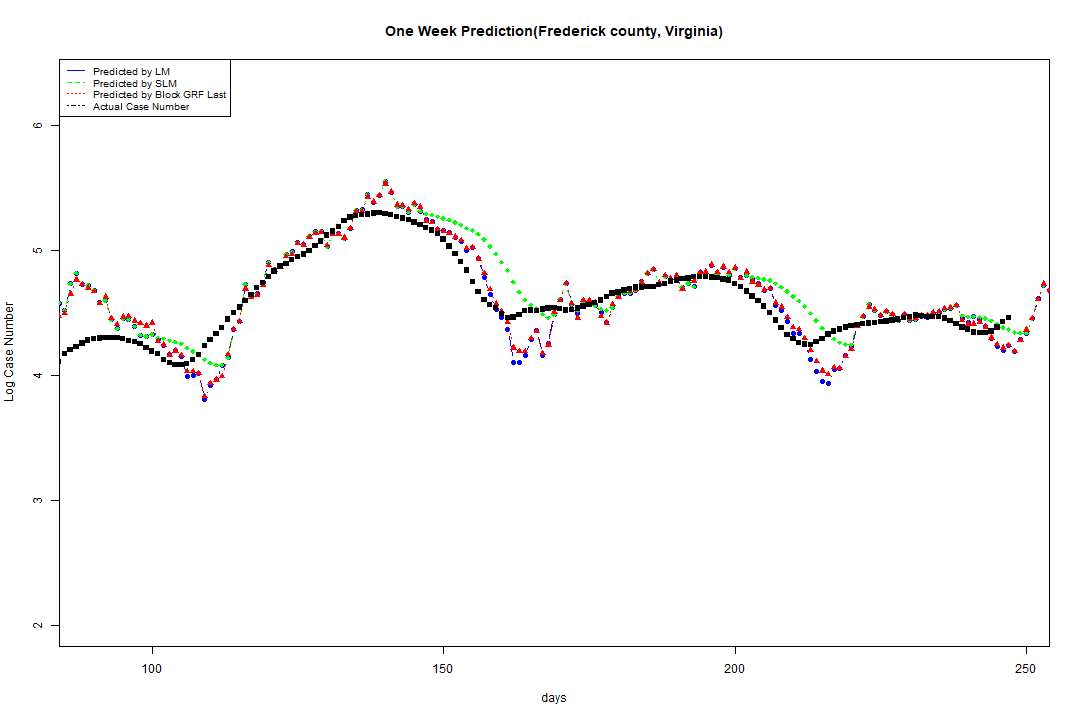 One Week Prediction(Frederick county, Virginia)
Predicted by LM
Predicted by SLM
Predicted by Block GRF Last
Actual Case Number
6
5
4
3
2
Log Case Number
100 150 200 250
days